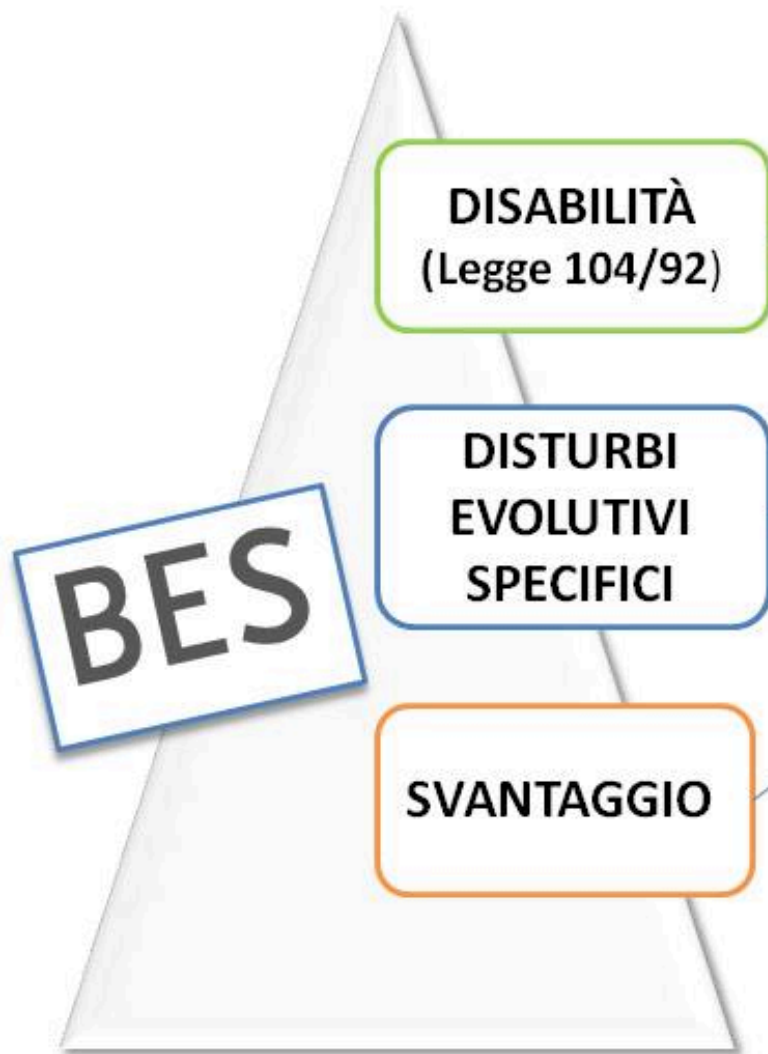 DISABILITÀ
(Legge 104/92)
DISTURBI
EVOLUTIVI
SPECIFICI
BES
SVANTAGGIO